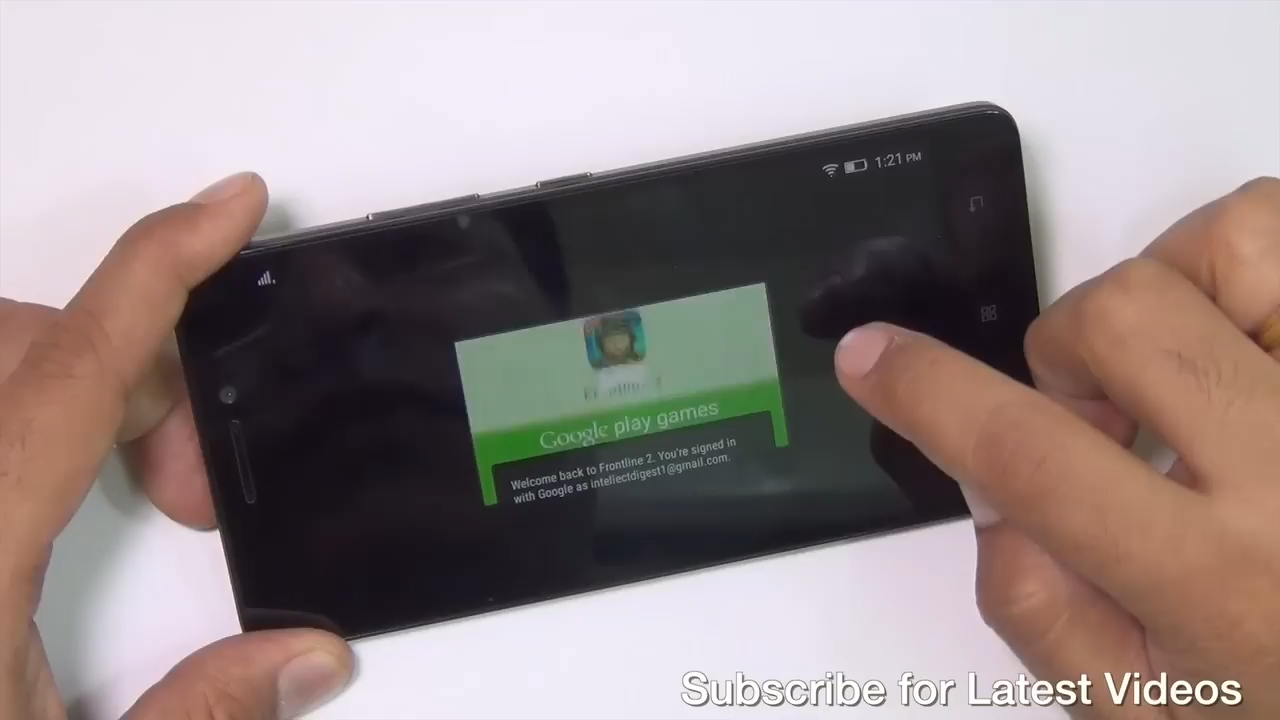 1:21 PM
Google play games
Welcome back to Frontline 2. You're signed in
with Google as intellectdigest1@gmail.com.
Subscribe for Latest Videos